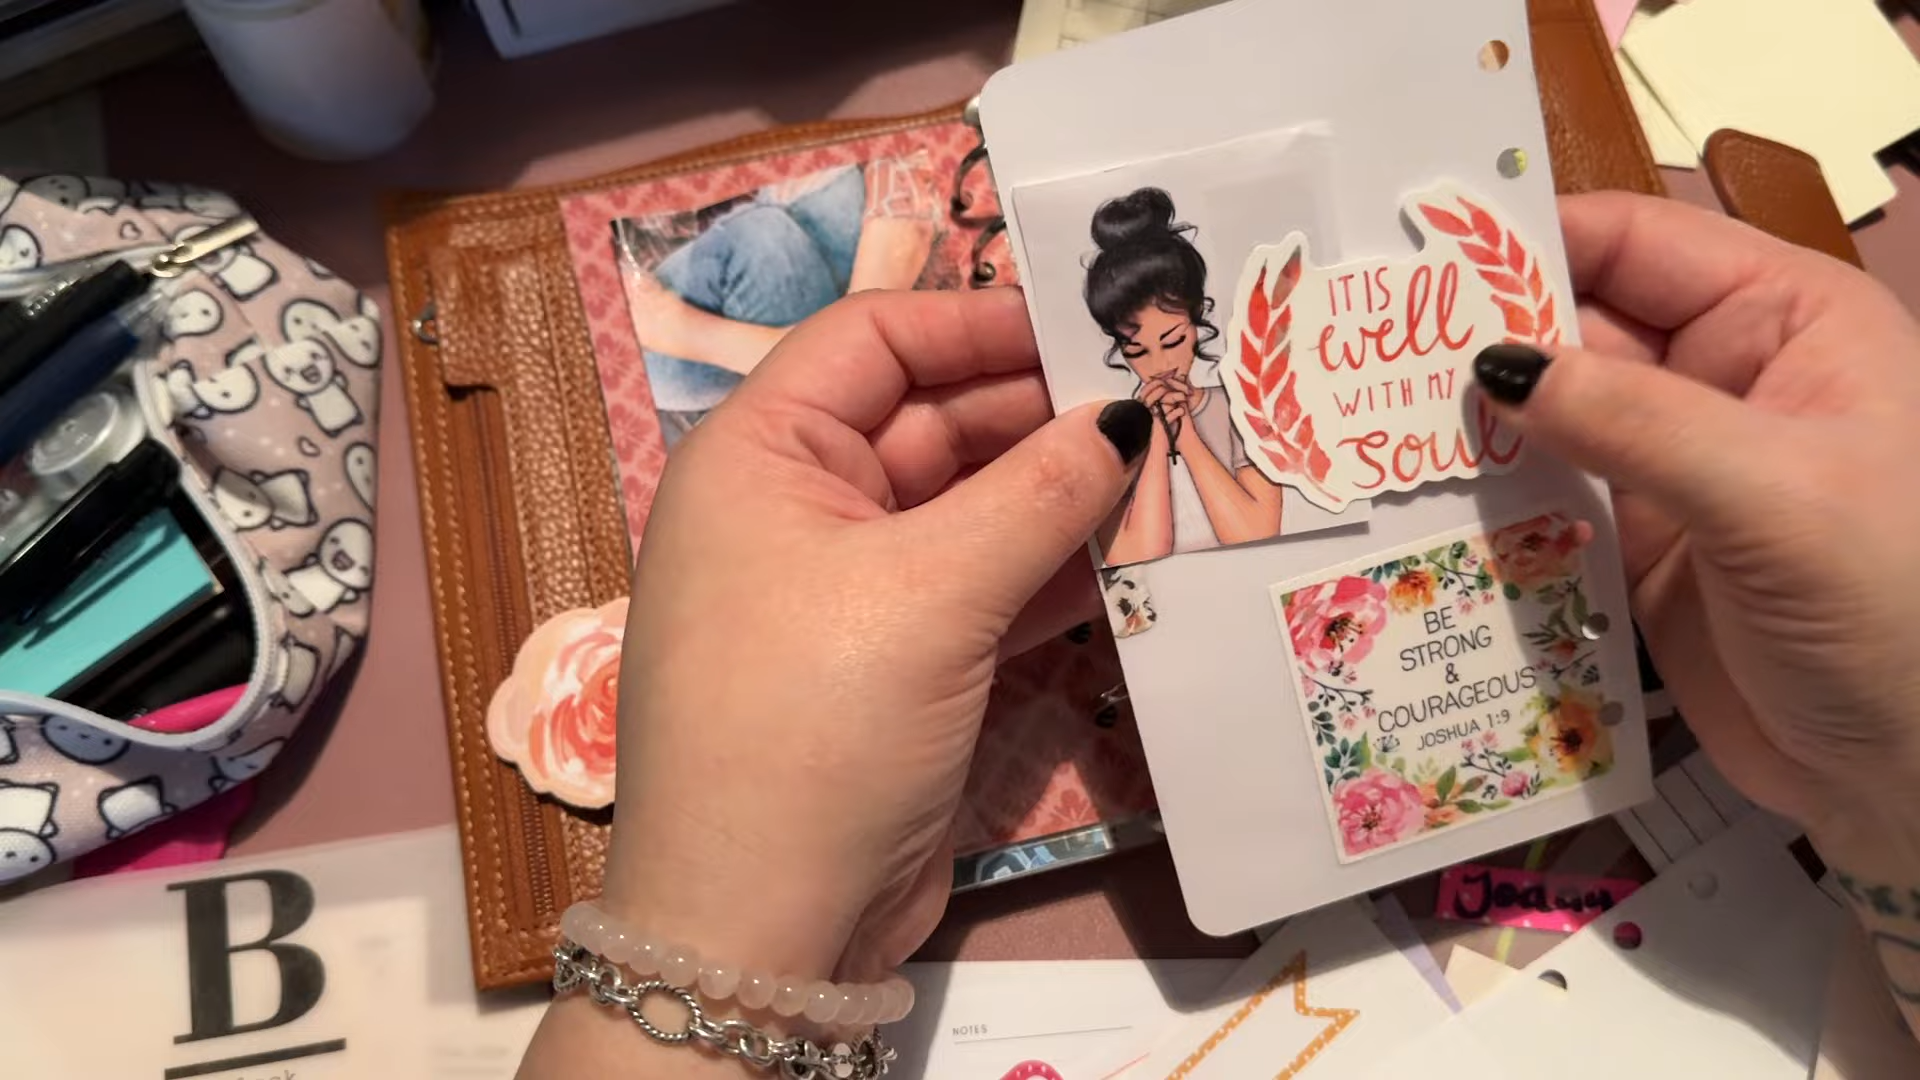 IT IS
well
WITH MY
soul
BE
STRONG
&
COURAGEOUS
JOSHUA 1:9
B
NOTES